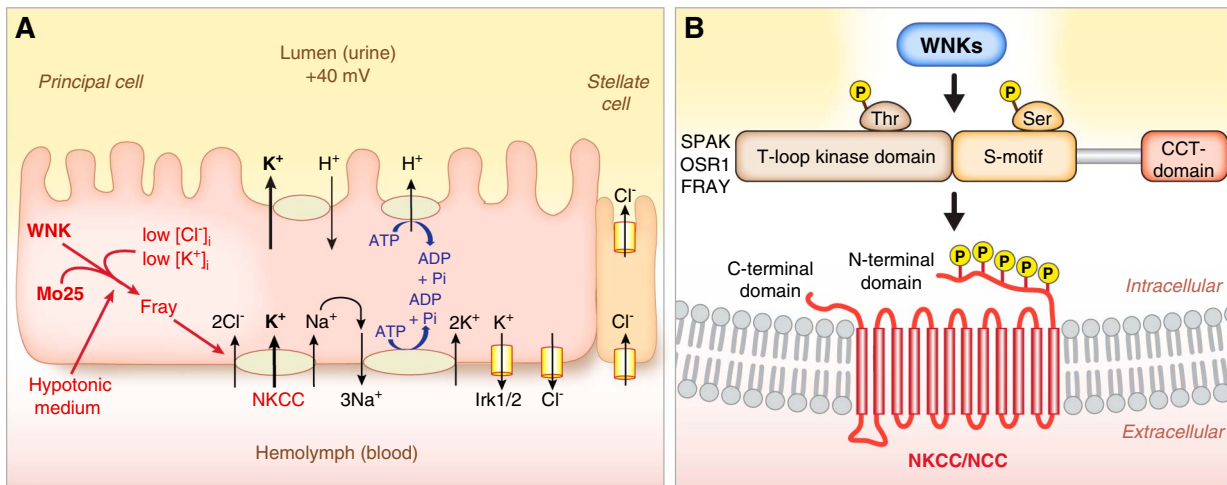 A
Lumen (urine)
+40 mV
Principal cell
Stellate
cell
K⁺
H⁺
H⁺
Cl⁻
ATP
ADP
+ Pi
WNK
low [Cl⁻]ᵢ
low [K⁺]ᵢ
Mo25
Fray
ADP
+ Pi
ATP
2Cl⁻
K⁺
Na⁺
2K⁺
K⁺
Cl⁻
Hypotonic
medium
NKCC
3Na⁺
Irk1/2
Cl⁻
Hemolymph (blood)
B
WNKs
P
P
Thr
Ser
SPAK
OSR1
FRAY
T-loop kinase domain
S-motif
CCT-
domain
C-terminal
domain
N-terminal
domain
P
P
P
P
P
Intracellular
Extracellular
NKCC/NCC